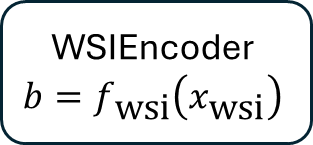 WSIEncoder
b = f_wsi(x_wsi)